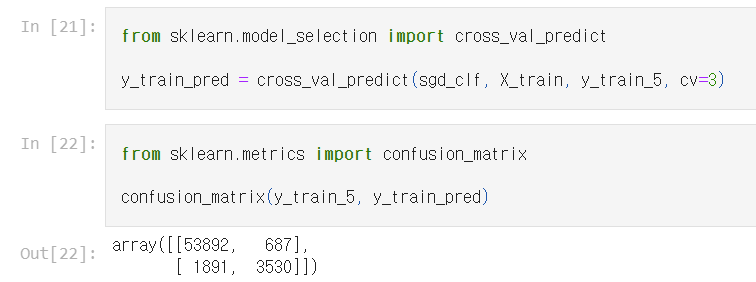 In [21]:
from sklearn.model_selection import cross_val_predict
y_train_pred = cross_val_predict(sgd_clf, X_train, y_train_5, cv=3)
In [22]:
from sklearn.metrics import confusion_matrix
confusion_matrix(y_train_5, y_train_pred)
Out[22]:
array([[53892,   687],
       [ 1891,  3530]])